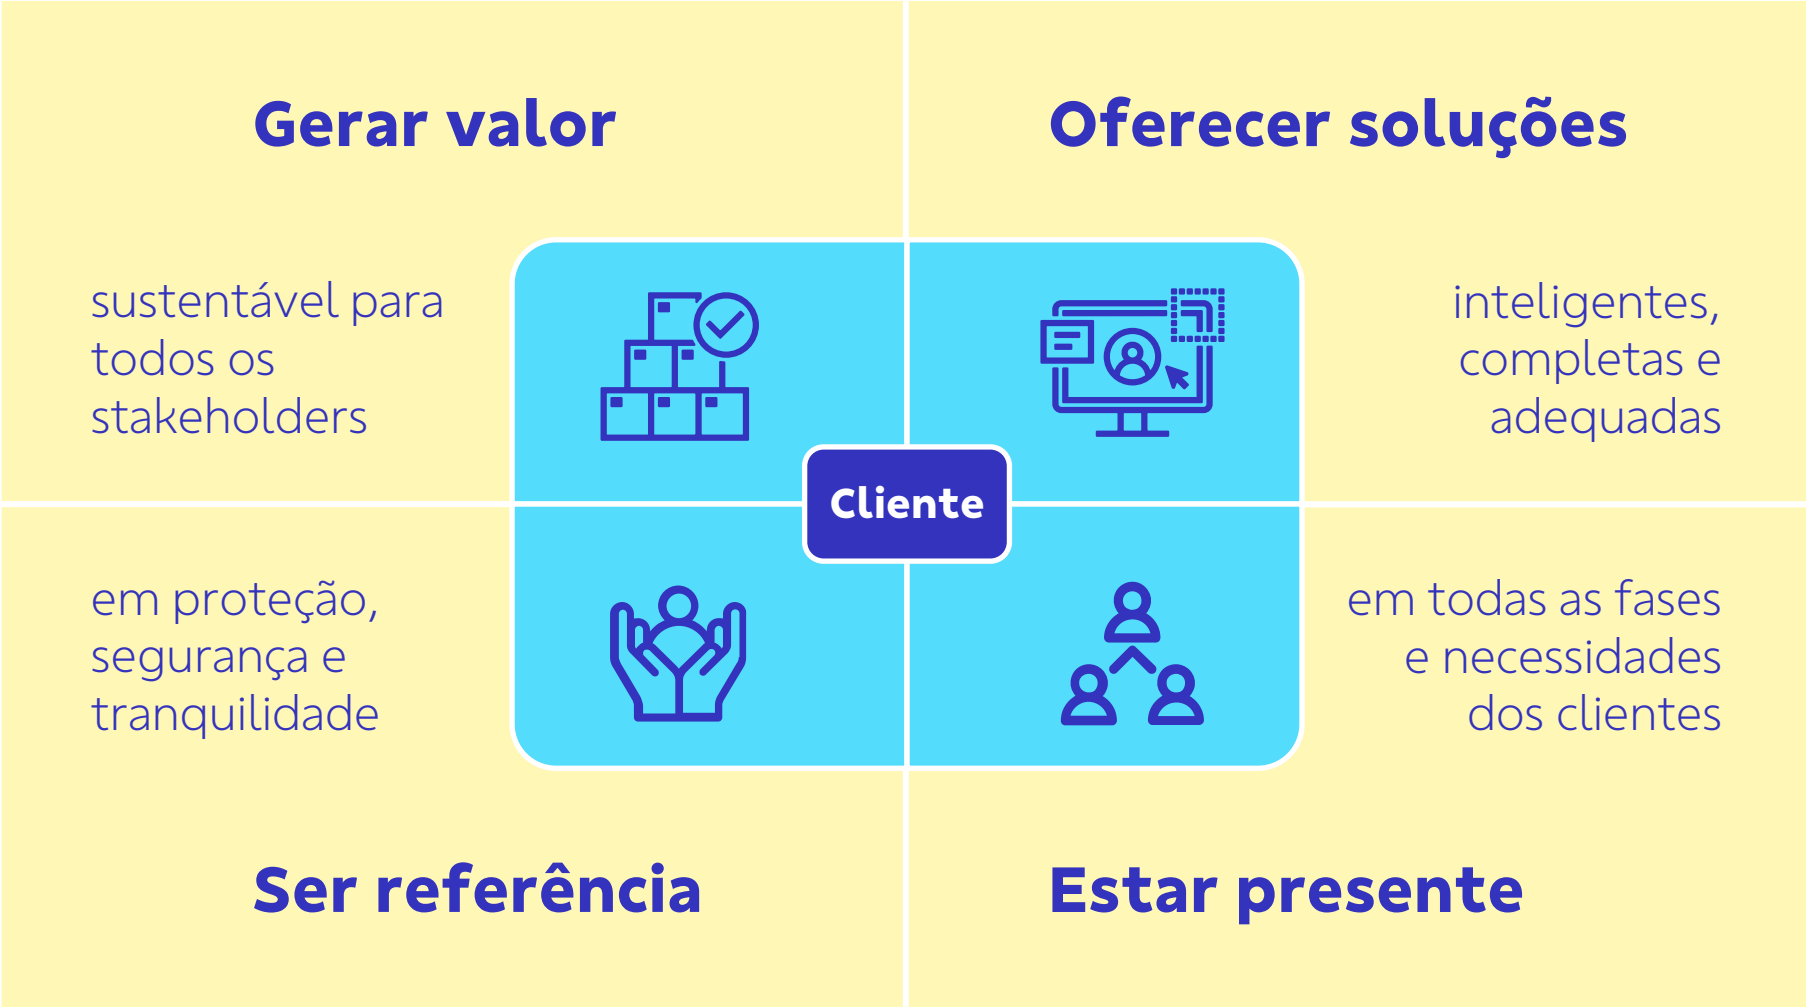 Gerar valor
sustentável para
todos os
stakeholders
Oferecer soluções
inteligentes,
completas e
adequadas
Cliente
em proteção,
segurança e
tranquilidade
Ser referência
em todas as fases
e necessidades
dos clientes
Estar presente